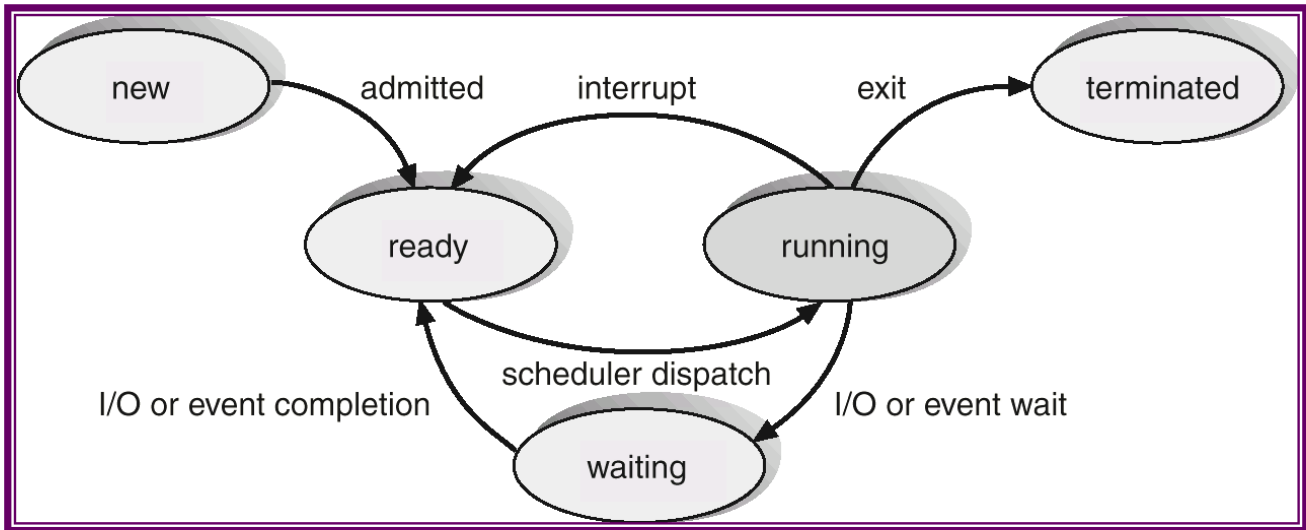 new
admitted
interrupt
exit
terminated
ready
running
scheduler dispatch
I/O or event completion
I/O or event wait
waiting